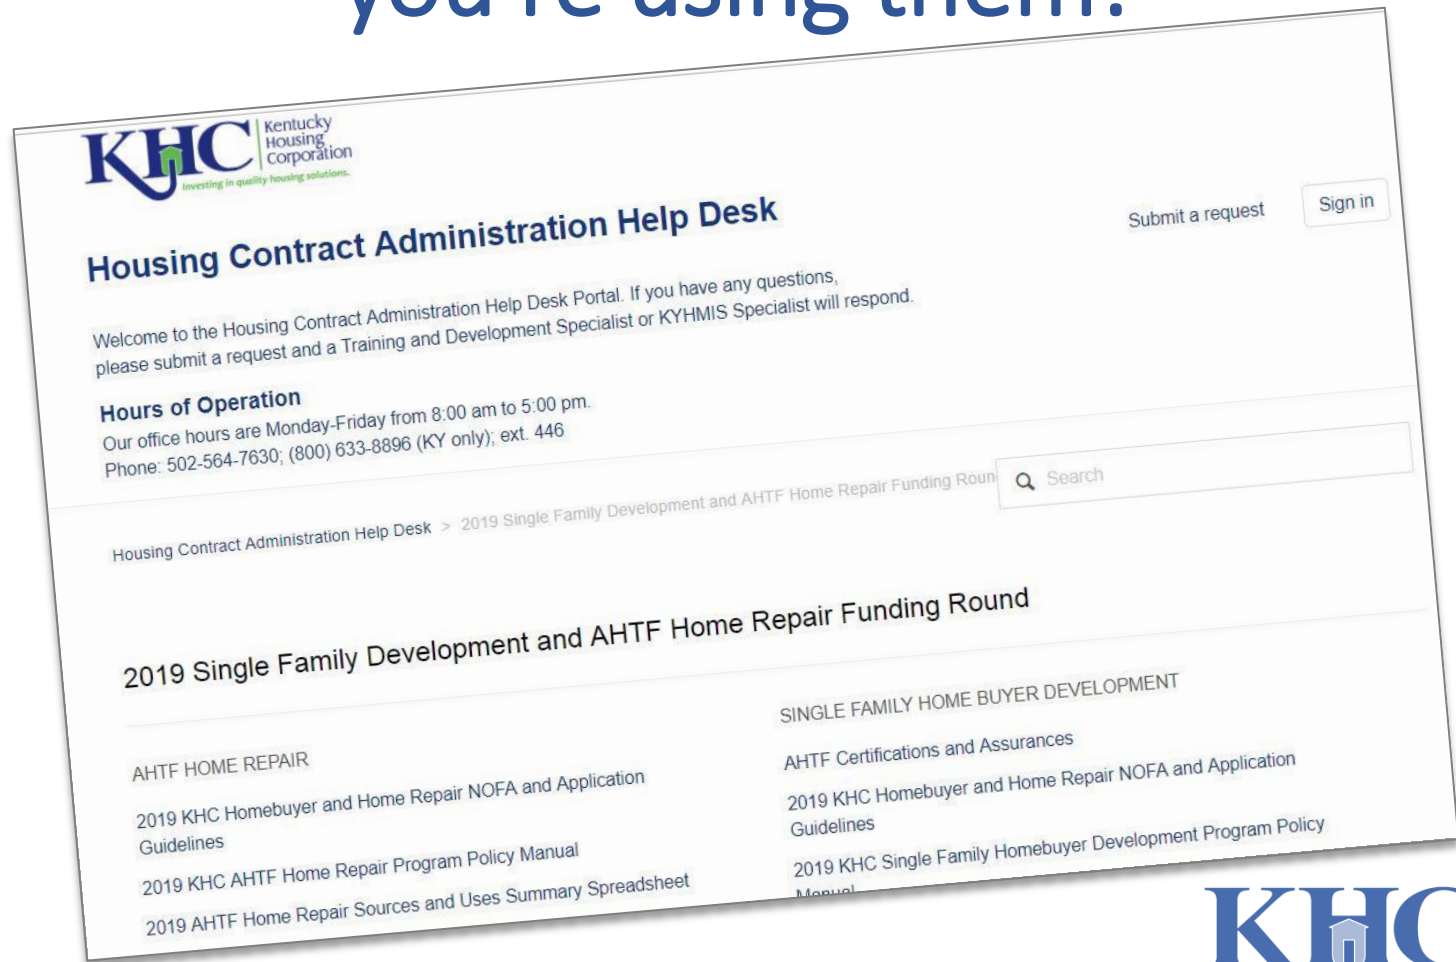 you're using them?
KHC
Kentucky
Housing
Corporation
Investing in quality housing solutions.
Submit a request
Sign in
Housing Contract Administration Help Desk
Welcome to the Housing Contract Administration Help Desk Portal. If you have any questions,
please submit a request and a Training and Development Specialist or KYHMIS Specialist will respond.
Hours of Operation
Our office hours are Monday-Friday from 8:00 am to 5:00 pm.
Phone: 502-564-7630; (800) 633-8896 (KY only); ext. 446
Housing Contract Administration Help Desk > 2019 Single Family Development and AHTF Home Repair Funding Roun
Search
2019 Single Family Development and AHTF Home Repair Funding Round
AHTF HOME REPAIR
2019 KHC Homebuyer and Home Repair NOFA and Application
Guidelines
2019 KHC AHTF Home Repair Program Policy Manual
2019 AHTF Home Repair Sources and Uses Summary Spreadsheet
SINGLE FAMILY HOME BUYER DEVELOPMENT
AHTF Certifications and Assurances
2019 KHC Homebuyer and Home Repair NOFA and Application
Guidelines
2019 KHC Single Family Homebuyer Development Program Policy
Manual
KHC